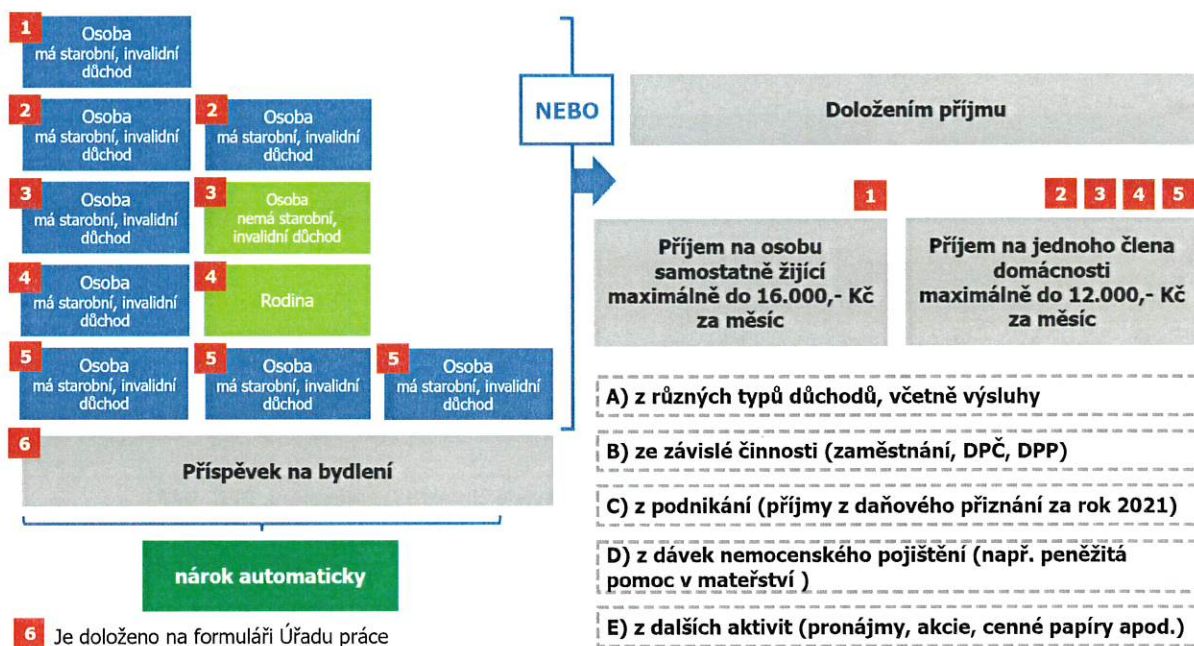 1
Osoba
má starobní, invalidní
důchod
2
Osoba
má starobní, invalidní
důchod
2
Osoba
má starobní, invalidní
důchod
3
Osoba
má starobní, invalidní
důchod
3
Osoba
nemá starobní,
invalidní důchod
4
Osoba
má starobní, invalidní
důchod
4
Rodina
5
Osoba
má starobní, invalidní
důchod
5
Osoba
má starobní, invalidní
důchod
5
Osoba
má starobní, invalidní
důchod
6
Příspěvek na bydlení
nárok automaticky
6 Je doloženo na formuláři Úřadu práce
NEBO
Doložením příjmu
1
Příjem na osobu
samostatně žijící
maximálně do 16.000,- Kč
za měsíc
2 3 4 5
Příjem na jednoho člena
domácnosti
maximálně do 12.000,- Kč
za měsíc
A) z různých typů důchodů, včetně výsluhy
B) ze závislé činnosti (zaměstnání, DPČ, DPP)
C) z podnikání (příjmy z daňového přiznání za rok 2021)
D) z dávek nemocenského pojištění (např. peněžitá
pomoc v mateřství )
E) z dalších aktivit (pronájmy, akcie, cenné papíry apod.)